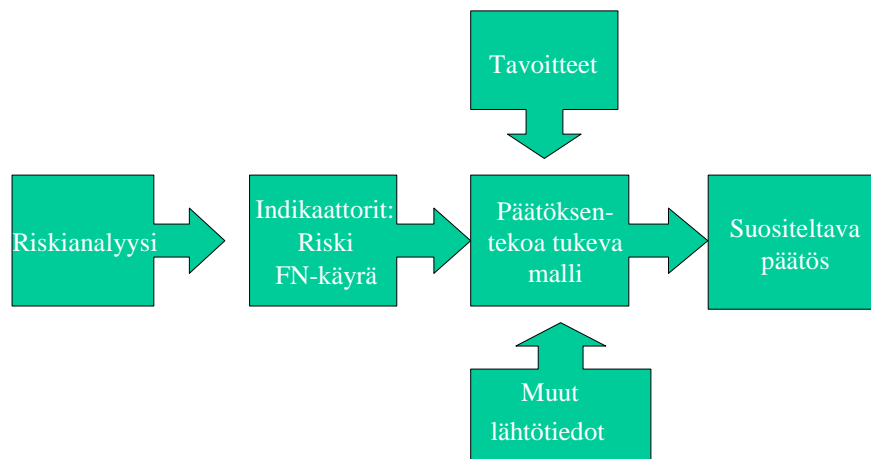 Tavoitteet
Riskianalyysi
Indikaattorit:
Riski
FN-käyrä
Päätöksen-
tekoa tukeva
malli
Suositeltava
päätös
Muut
lähtötiedot